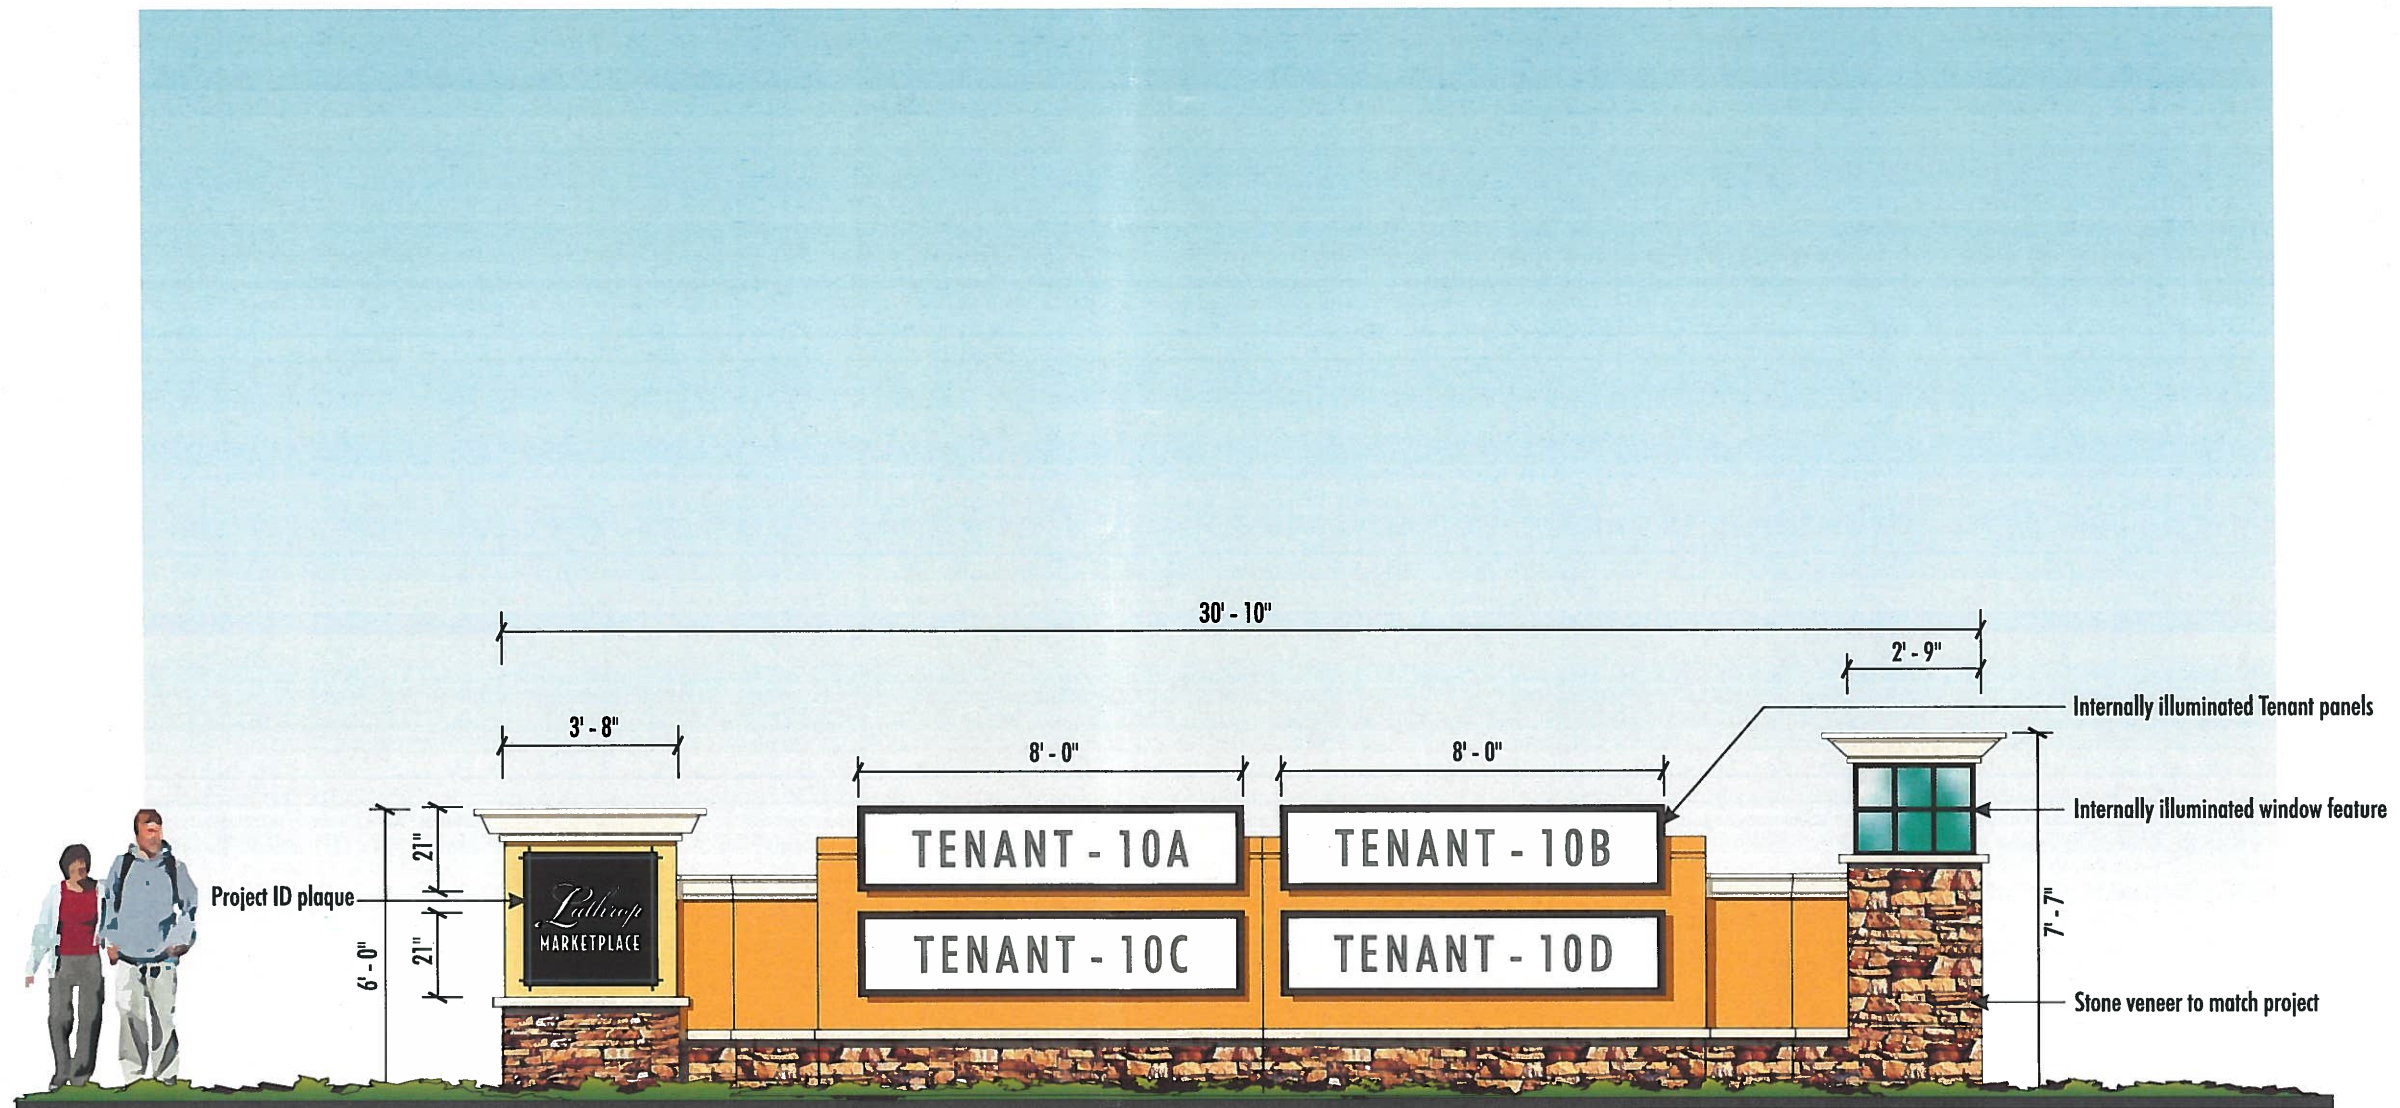 30' - 10"
2' - 9"
Internally illuminated Tenant panels
3' - 8"
8' - 0"
8' - 0"
Internally illuminated window feature
21"
TENANT - 10A
TENANT - 10B
Project ID plaque
Lathrop
MARKETPLACE
21"
6' - 0"
TENANT - 10C
TENANT - 10D
7' - 7"
Stone veneer to match project